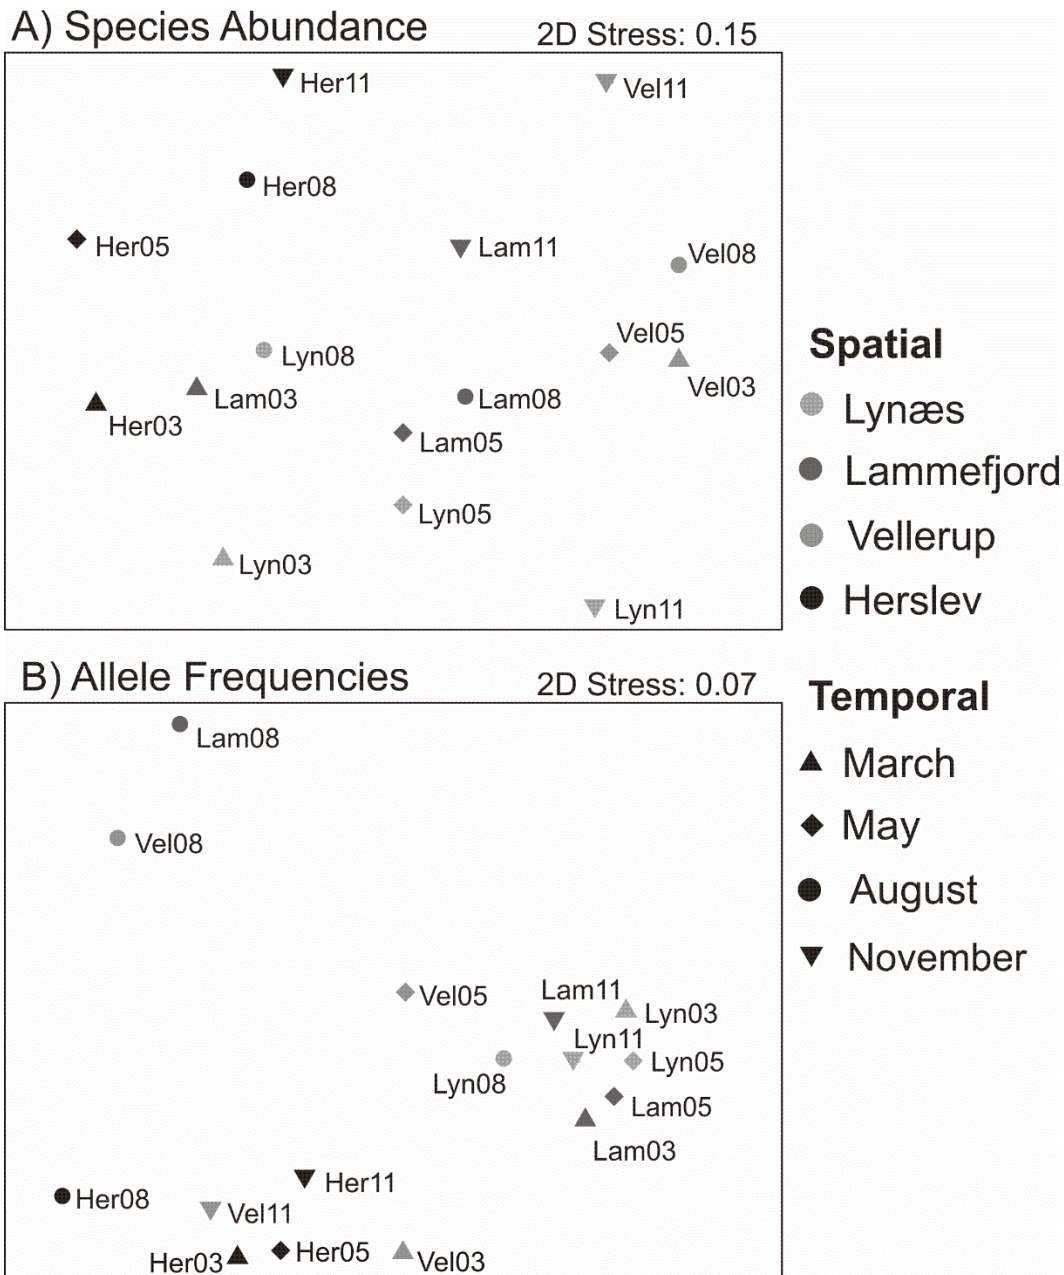 A) Species Abundance
2D Stress: 0.15
Her11
Vel11
Her08
Her05
Lam11
Vel08
Vel05
Lyn08
Vel03
Lam03
Lam08
Her03
Lam05
Lyn05
Lyn03
Lyn11
Spatial
Lynæs
Lammefjord
Vellerup
Herslev
B) Allele Frequencies
2D Stress: 0.07
Lam08
Vel08
Vel05
Lam11
Lyn03
Lyn11
Lyn05
Lyn08
Lam05
Lam03
Her11
Her08
Vel11
Her05
Her03
Vel03
Temporal
March
May
August
November